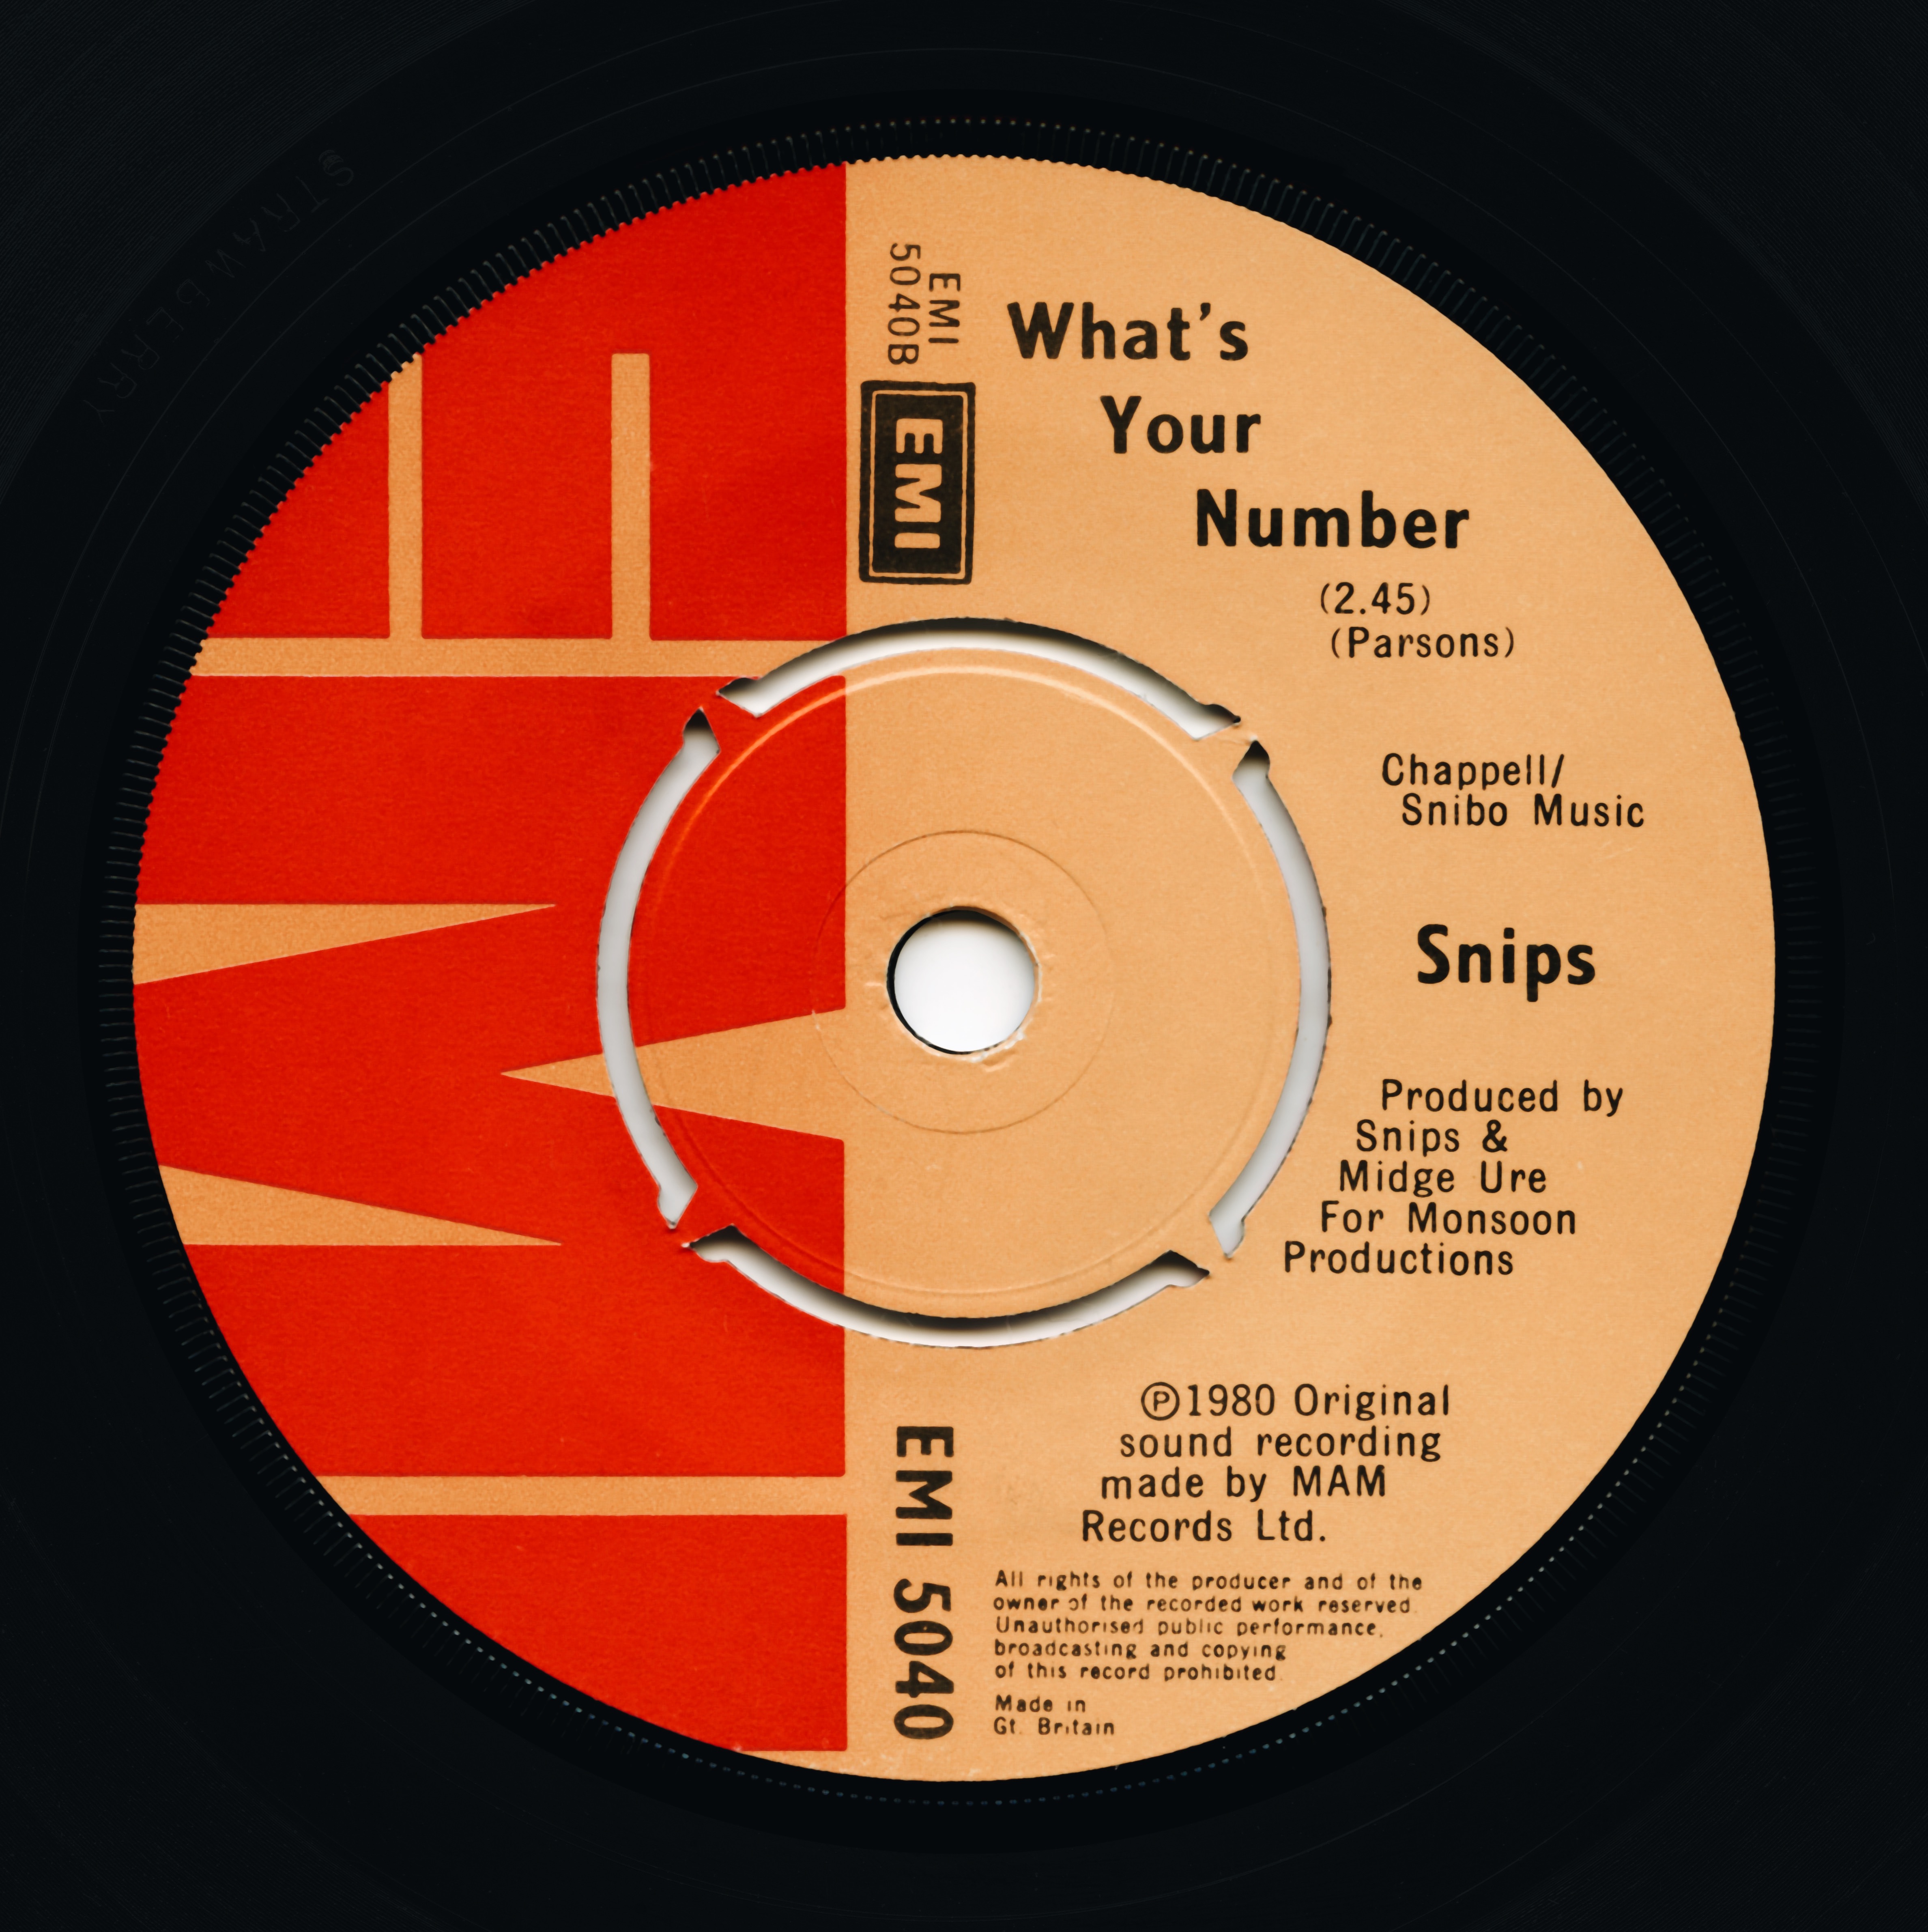 STRAWBERRY
EMI
5040B
EMI
What's
Your
Number
(2.45)
(Parsons)
Chappell/
Snibo Music
Snips
Produced by
Snips &
Midge Ure
For Monsoon
Productions
Ⓟ1980 Original
sound recording
made by MAM
Records Ltd.
EMI 5040
All rights of the producer and of the
owner of the recorded work reserved.
Unauthorised public performance,
broadcasting and copying
of this record prohibited.
Made in
Gt. Britain